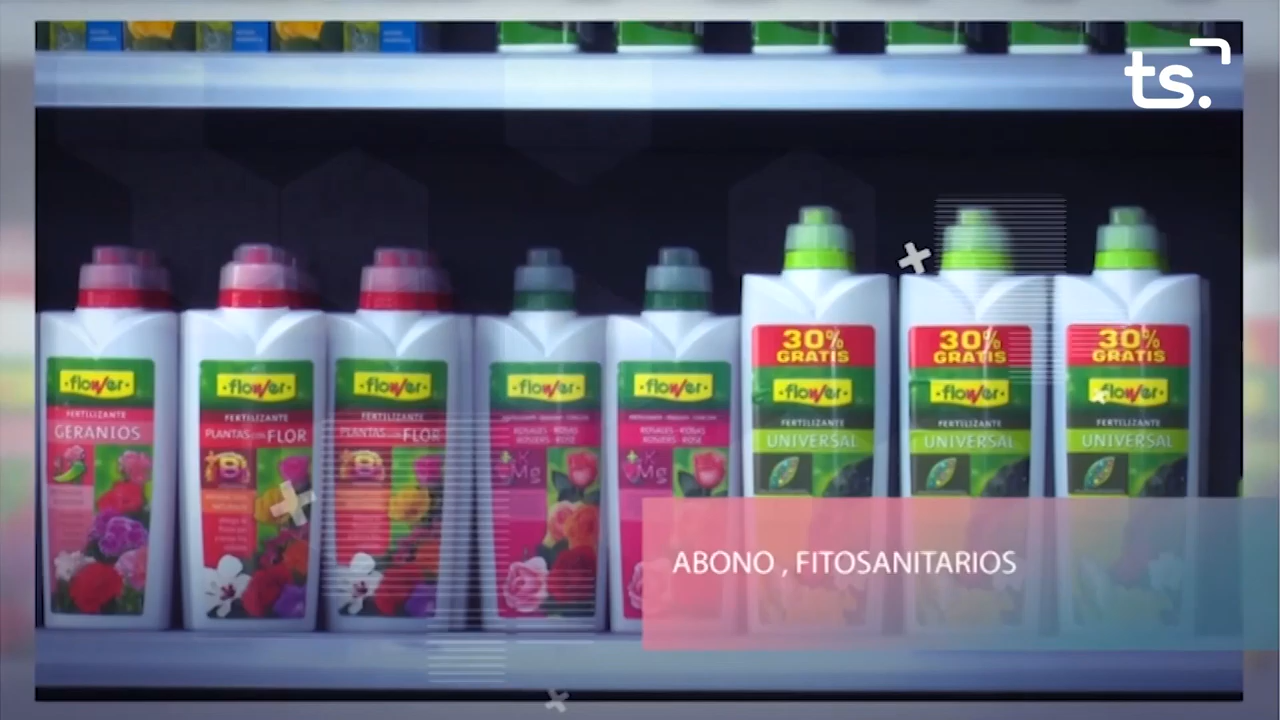 ts.
30%
GRATIS
30%
GRATIS
30%
GRATIS
flower
flower
flower
flower
flower
flower
flower
flower
FERTILIZANTE
GERANIOS
FERTILIZANTE
PLANTAS con FLOR
FERTILIZANTE
PLANTAS con FLOR
ROSAGES - ROSAS
ROSIERS - ROSE
K
Mg
ROSAGES - ROSAS
ROSIERS - ROSE
K
Mg
FERTILIZANTE
UNIVERSAL
FERTILIZANTE
UNIVERSAL
FERTILIZANTE
UNIVERSAL
ABONO , FITOSANITARIOS